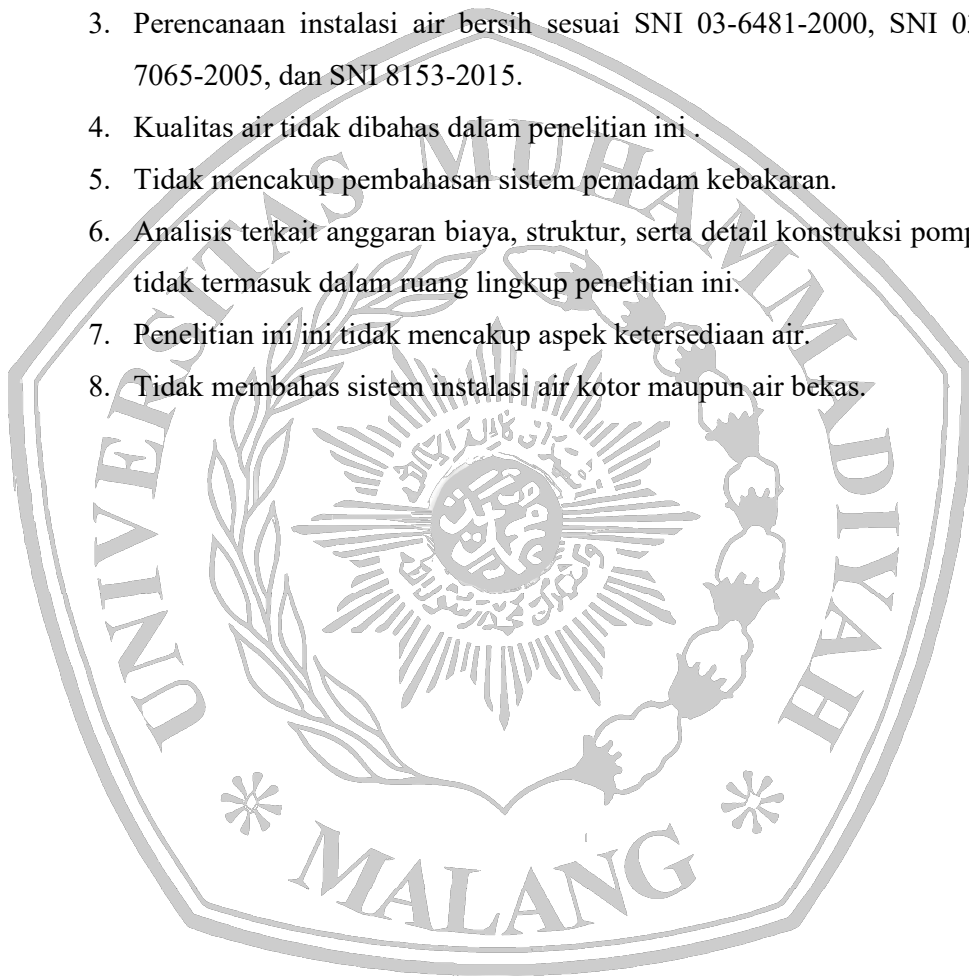 3. Perencanaan instalasi air bersih sesuai SNI 03-6481-2000, SNI 03
7065-2005, dan SNI 8153-2015.
4. Kualitas air tidak dibahas dalam penelitian ini .
5. Tidak mencakup pembahasan sistem pemadam kebakaran.
6. Analisis terkait anggaran biaya, struktur, serta detail konstruksi pomp
tidak termasuk dalam ruang lingkup penelitian ini.
7. Penelitian ini ini tidak mencakup aspek ketersediaan air.
8. Tidak membahas sistem instalasi air kotor maupun air bekas.
UNIVERSITAS MUHAMMADIYAH
MALANG